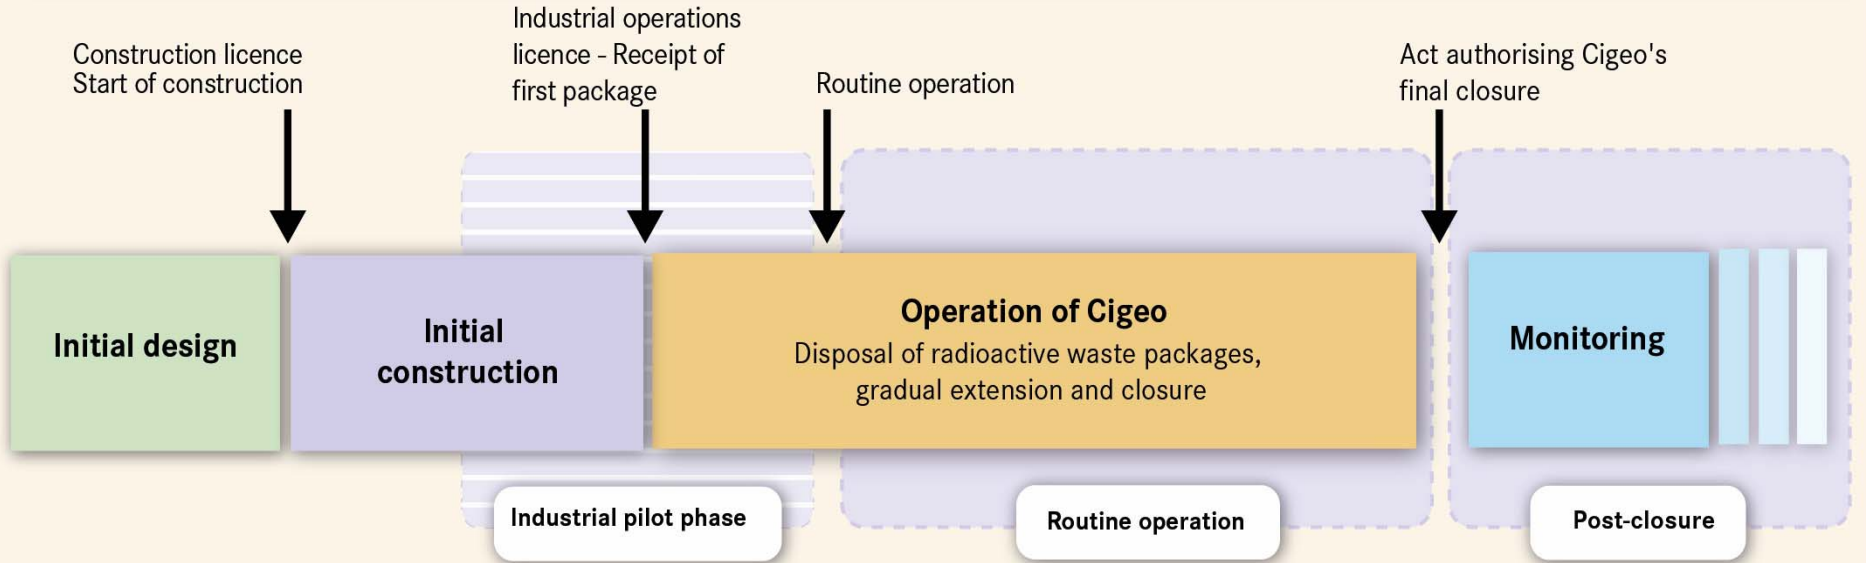 Construction licence
Start of construction
Industrial operations
licence - Receipt of
first package
Routine operation
Act authorising Cigeo's
final closure
Initial design
Initial
construction
Operation of Cigeo
Disposal of radioactive waste packages,
gradual extension and closure
Monitoring
Industrial pilot phase
Routine operation
Post-closure